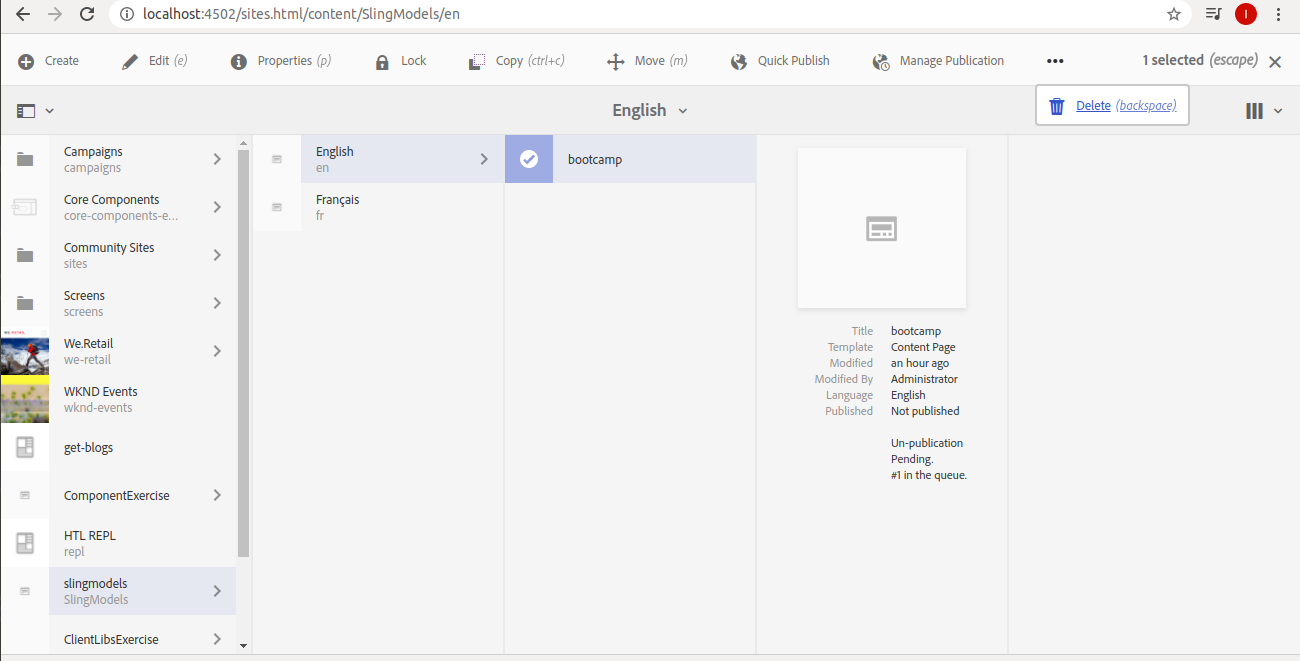 localhost:4502/sites.html/content/SlingModels/en
I
Create
Edit (e)
Properties (p)
Lock
Copy (ctrl+c)
Move (m)
Quick Publish
Manage Publication
1 selected (escape)
English
Delete (backspace)
Campaigns
campaigns
Core Components
core-components-e...
Community Sites
sites
Screens
screens
We.Retail
we-retail
WKND Events
wknd-events
get-blogs
ComponentExercise
HTL REPL
repl
slingmodels
SlingModels
ClientLibsExercise
English
en
Français
fr
bootcamp
Title bootcamp
Template Content Page
Modified an hour ago
Modified By Administrator
Language English
Published Not published
Un-publication
Pending.
#1 in the queue.